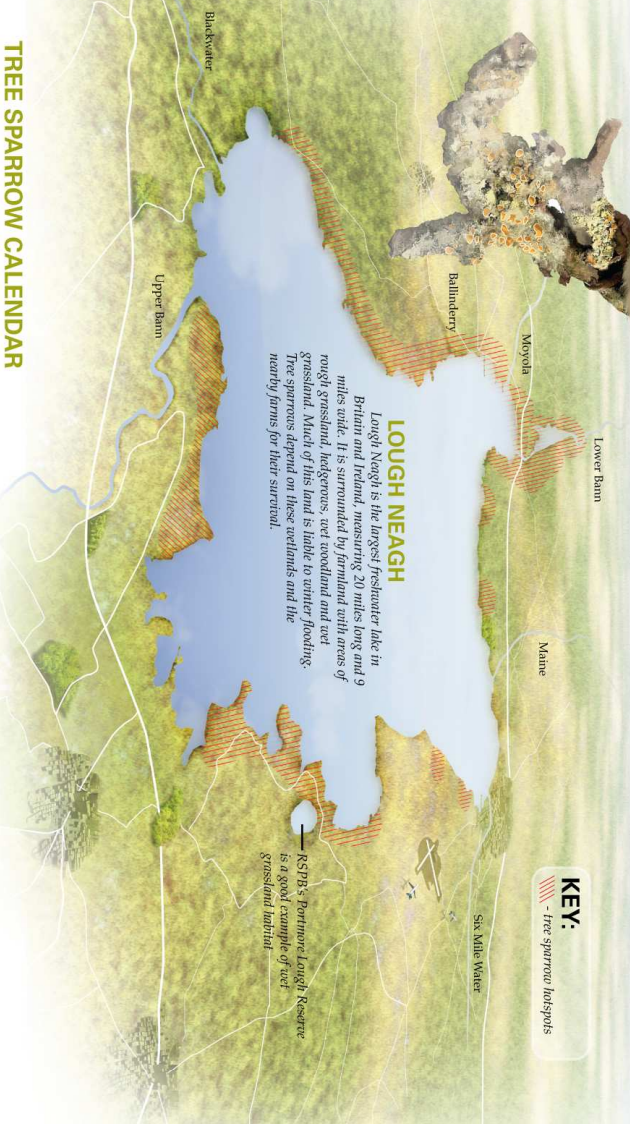 Lower Bann
KEY:
- tree sparrow hotspots
Moyola
Maine
Six Mile Water
Ballinderry
LOUGH NEAGH
Lough Neagh is the largest freshwater lake in
Britain and Ireland, measuring 20 miles long and 9
miles wide. It is surrounded by farmland with areas of
rough grassland, hedgerows, wet woodland and wet
grassland. Much of this land is liable to winter flooding.
Tree sparrows depend on these wetlands and the
nearby farms for their survival.
RSPB's Portmore Lough Reserve
is a good example of wet
grassland habitat
Blackwater
Upper Bann
TREE SPARROW CALENDAR